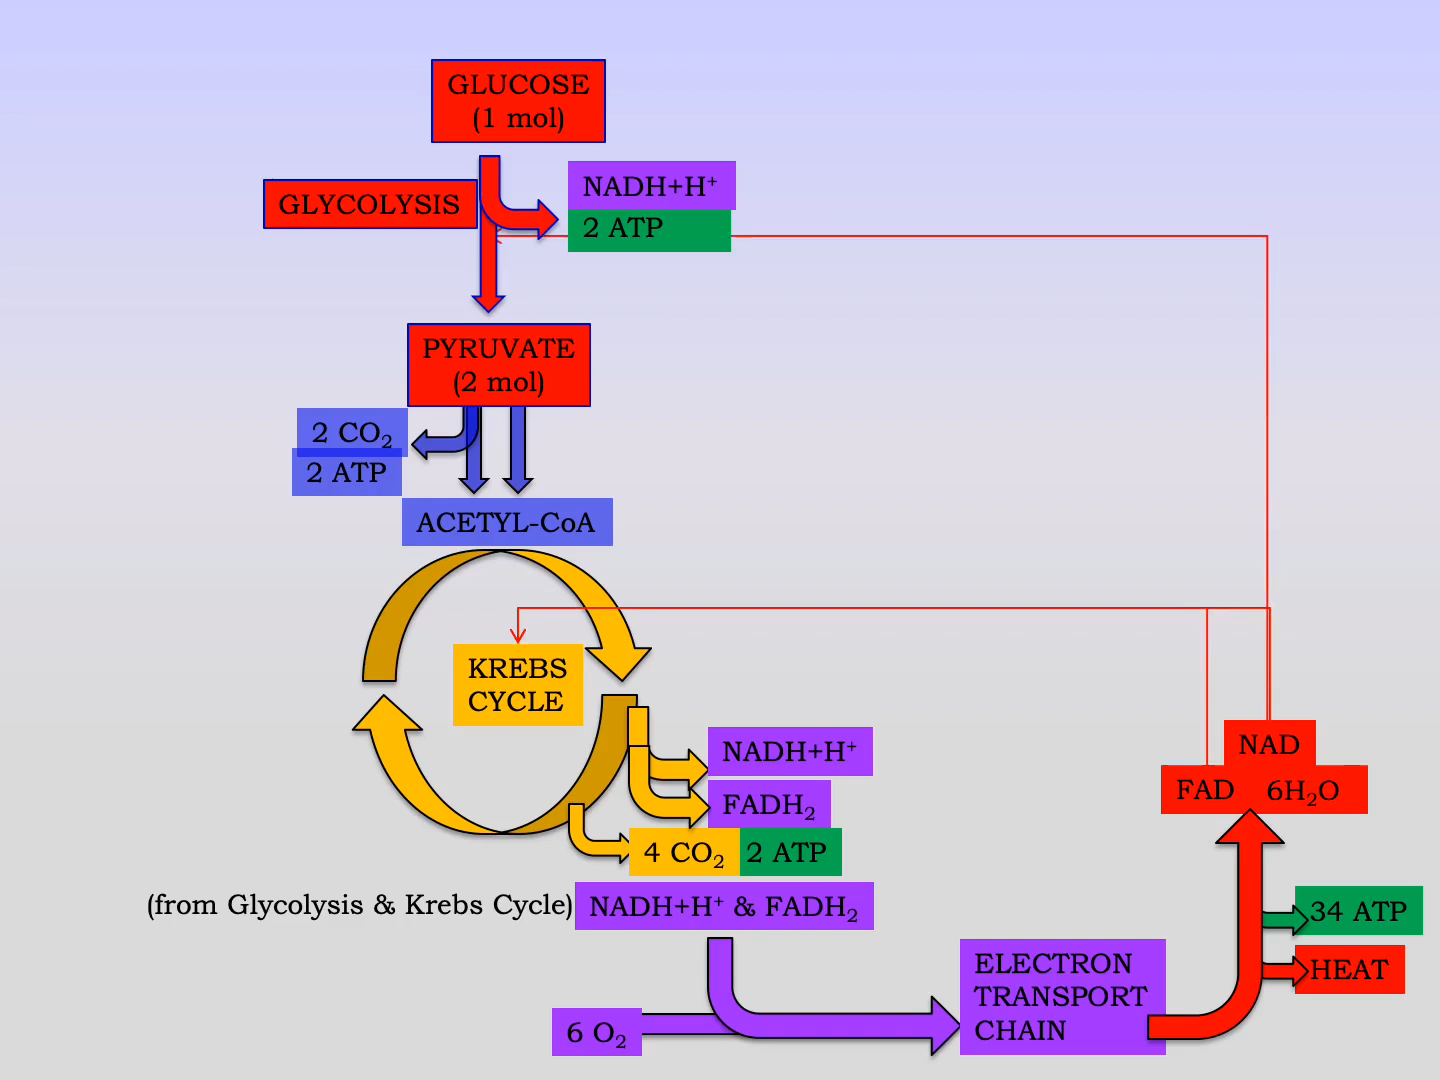 GLUCOSE
(1 mol)
GLYCOLYSIS
NADH+H⁺
2 ATP
PYRUVATE
(2 mol)
2 CO₂
2 ATP
ACETYL-CoA
KREBS
CYCLE
NADH+H⁺
FADH₂
4 CO₂ 2 ATP
(from Glycolysis & Krebs Cycle) NADH+H⁺ & FADH₂
6 O₂
ELECTRON
TRANSPORT
CHAIN
NAD
FAD 6H₂O
34 ATP
HEAT